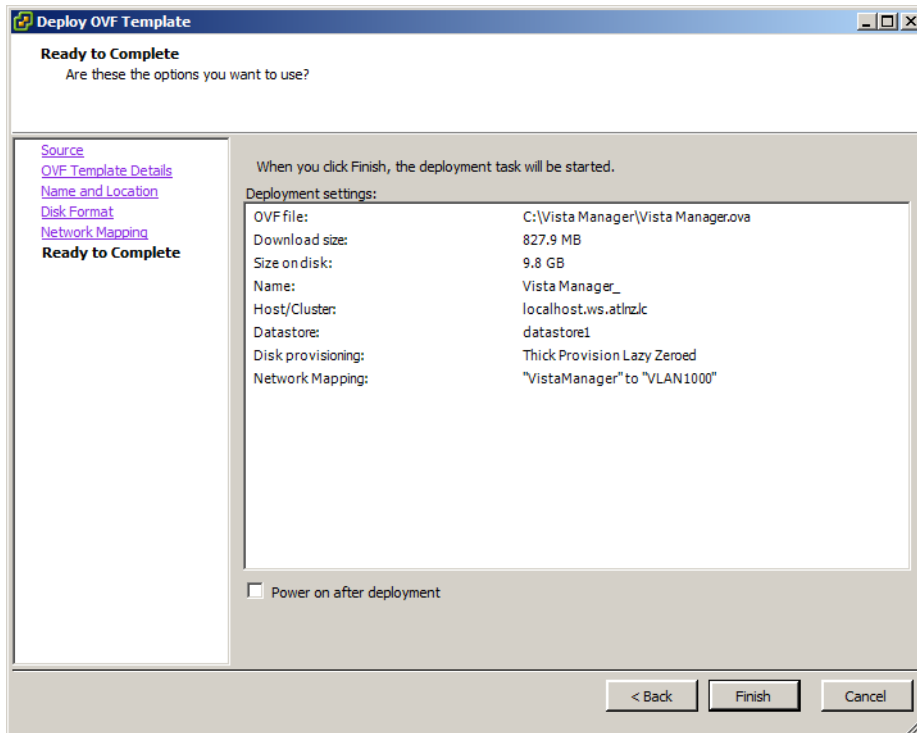 Deploy OVF Template
Ready to Complete
Are these the options you want to use?
Source
OVF Template Details
Name and Location
Disk Format
Network Mapping
Ready to Complete
When you click Finish, the deployment task will be started.
Deployment settings:
OVF file: C:\Vista Manager\Vista Manager.ova
Download size: 827.9 MB
Size on disk: 9.8 GB
Name: Vista Manager_
Host/Cluster: localhost.ws.atlnz.lc
Datastore: datastore1
Disk provisioning: Thick Provision Lazy Zeroed
Network Mapping: "VistaManager" to "VLAN1000"
Power on after deployment
< Back Finish Cancel